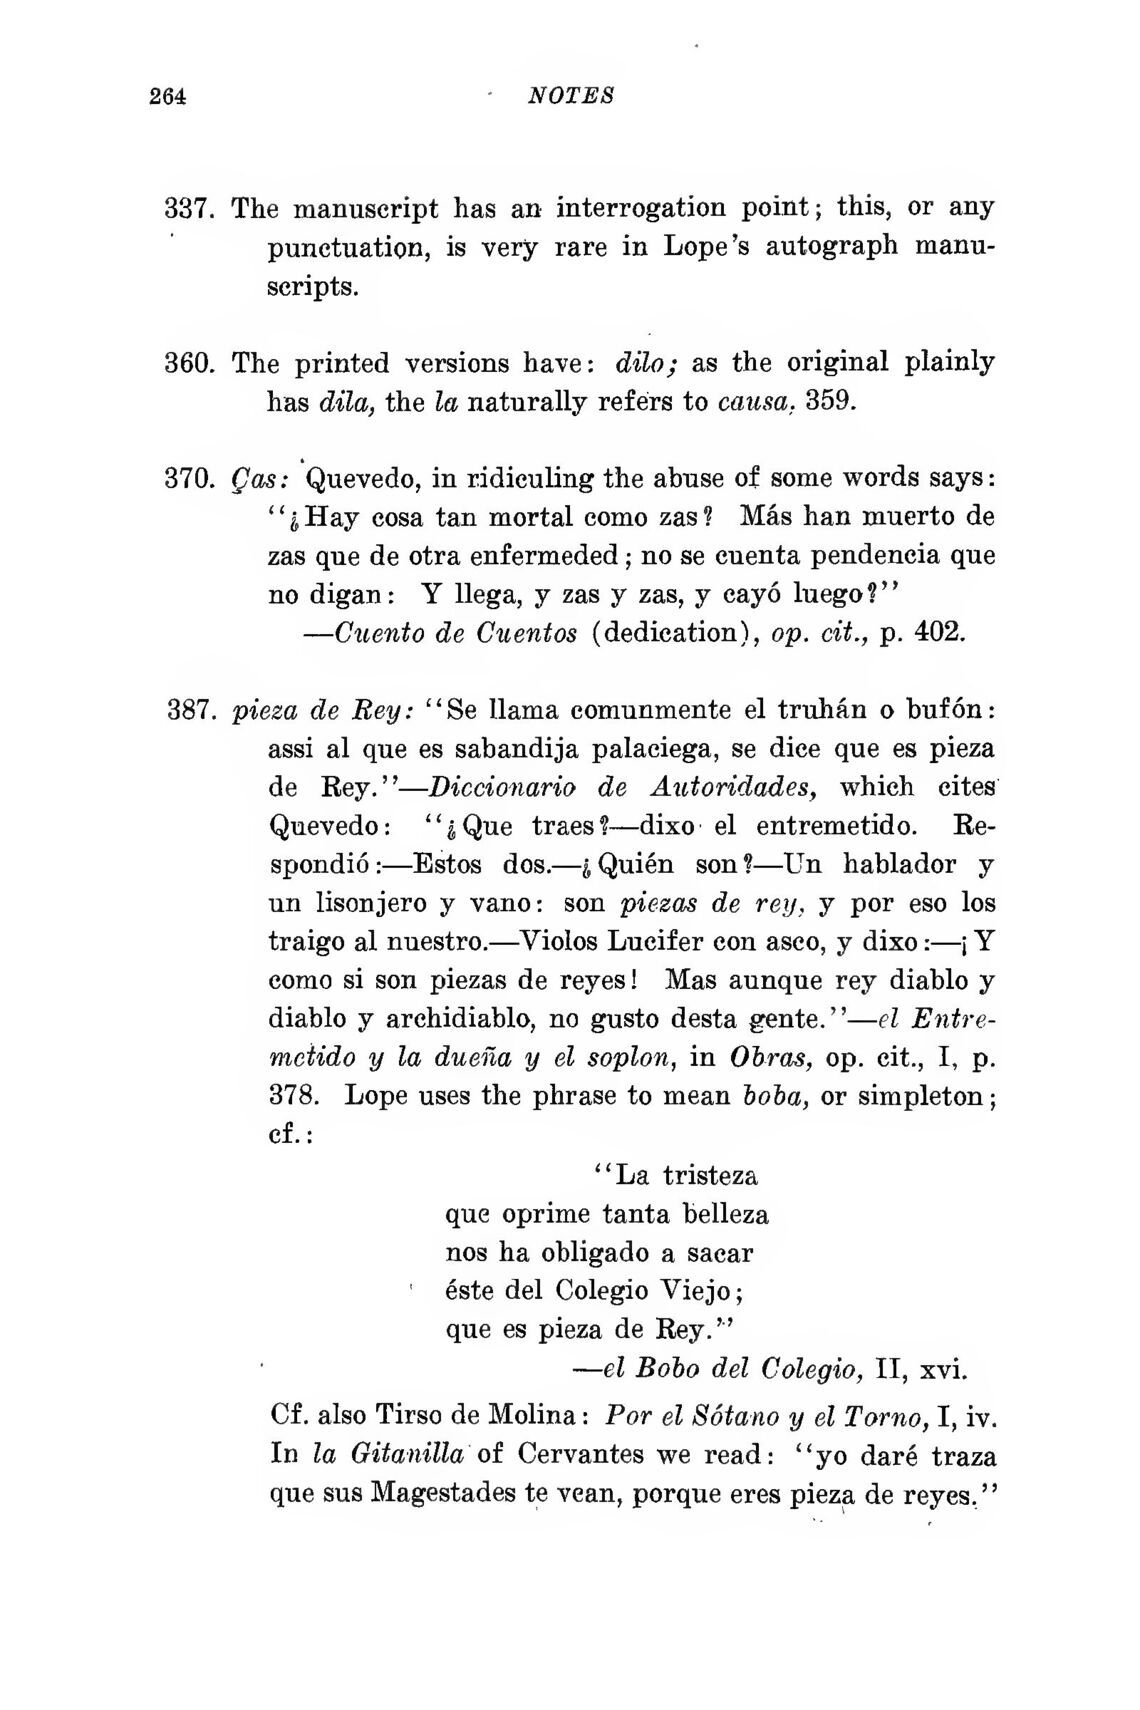 264 NOTES
337. The manuscript has an interrogation point; this, or any
punctuation, is very rare in Lope's autograph manu-
scripts.
360. The printed versions have: dilo; as the original plainly
has dila, the la naturally refers to causa, 359.
370. Ças: Quevedo, in ridiculing the abuse of some words says:
"¿Hay cosa tan mortal como zas? Más han muerto de
zas que de otra enfermeded; no se cuenta pendencia que
no digan: Y llega, y zas y zas, y cayó luego?"
—Cuento de Cuentos (dedication), op. cit., p. 402.
387. pieza de Rey: "Se llama comunmente el truhán o bufón:
assi al que es sabandija palaciega, se dice que es pieza
de Rey."—Diccionario de Autoridades, which cites
Quevedo: "¿Que traes?—dixo el entremetido. Re-
spondió:—Estos dos.—¿Quién son?—Un hablador y
un lisonjero y vano: son piezas de rey, y por eso los
traigo al nuestro.—Violos Lucifer con asco, y dixo:—¡Y
como si son piezas de reyes! Mas aunque rey diablo y
diablo y archidiablo, no gusto desta gente."—el Entre-
metido y la dueña y el soplon, in Obras, op. cit., I, p.
378. Lope uses the phrase to mean boba, or simpleton;
cf.:
"La tristeza
que oprime tanta belleza
nos ha obligado a sacar
éste del Colegio Viejo;
que es pieza de Rey."
—el Bobo del Colegio, II, xvi.
Cf. also Tirso de Molina: Por el Sótano y el Torno, I, iv.
In la Gitanilla of Cervantes we read: "yo daré traza
que sus Magestades te vean, porque eres pieza de reyes."